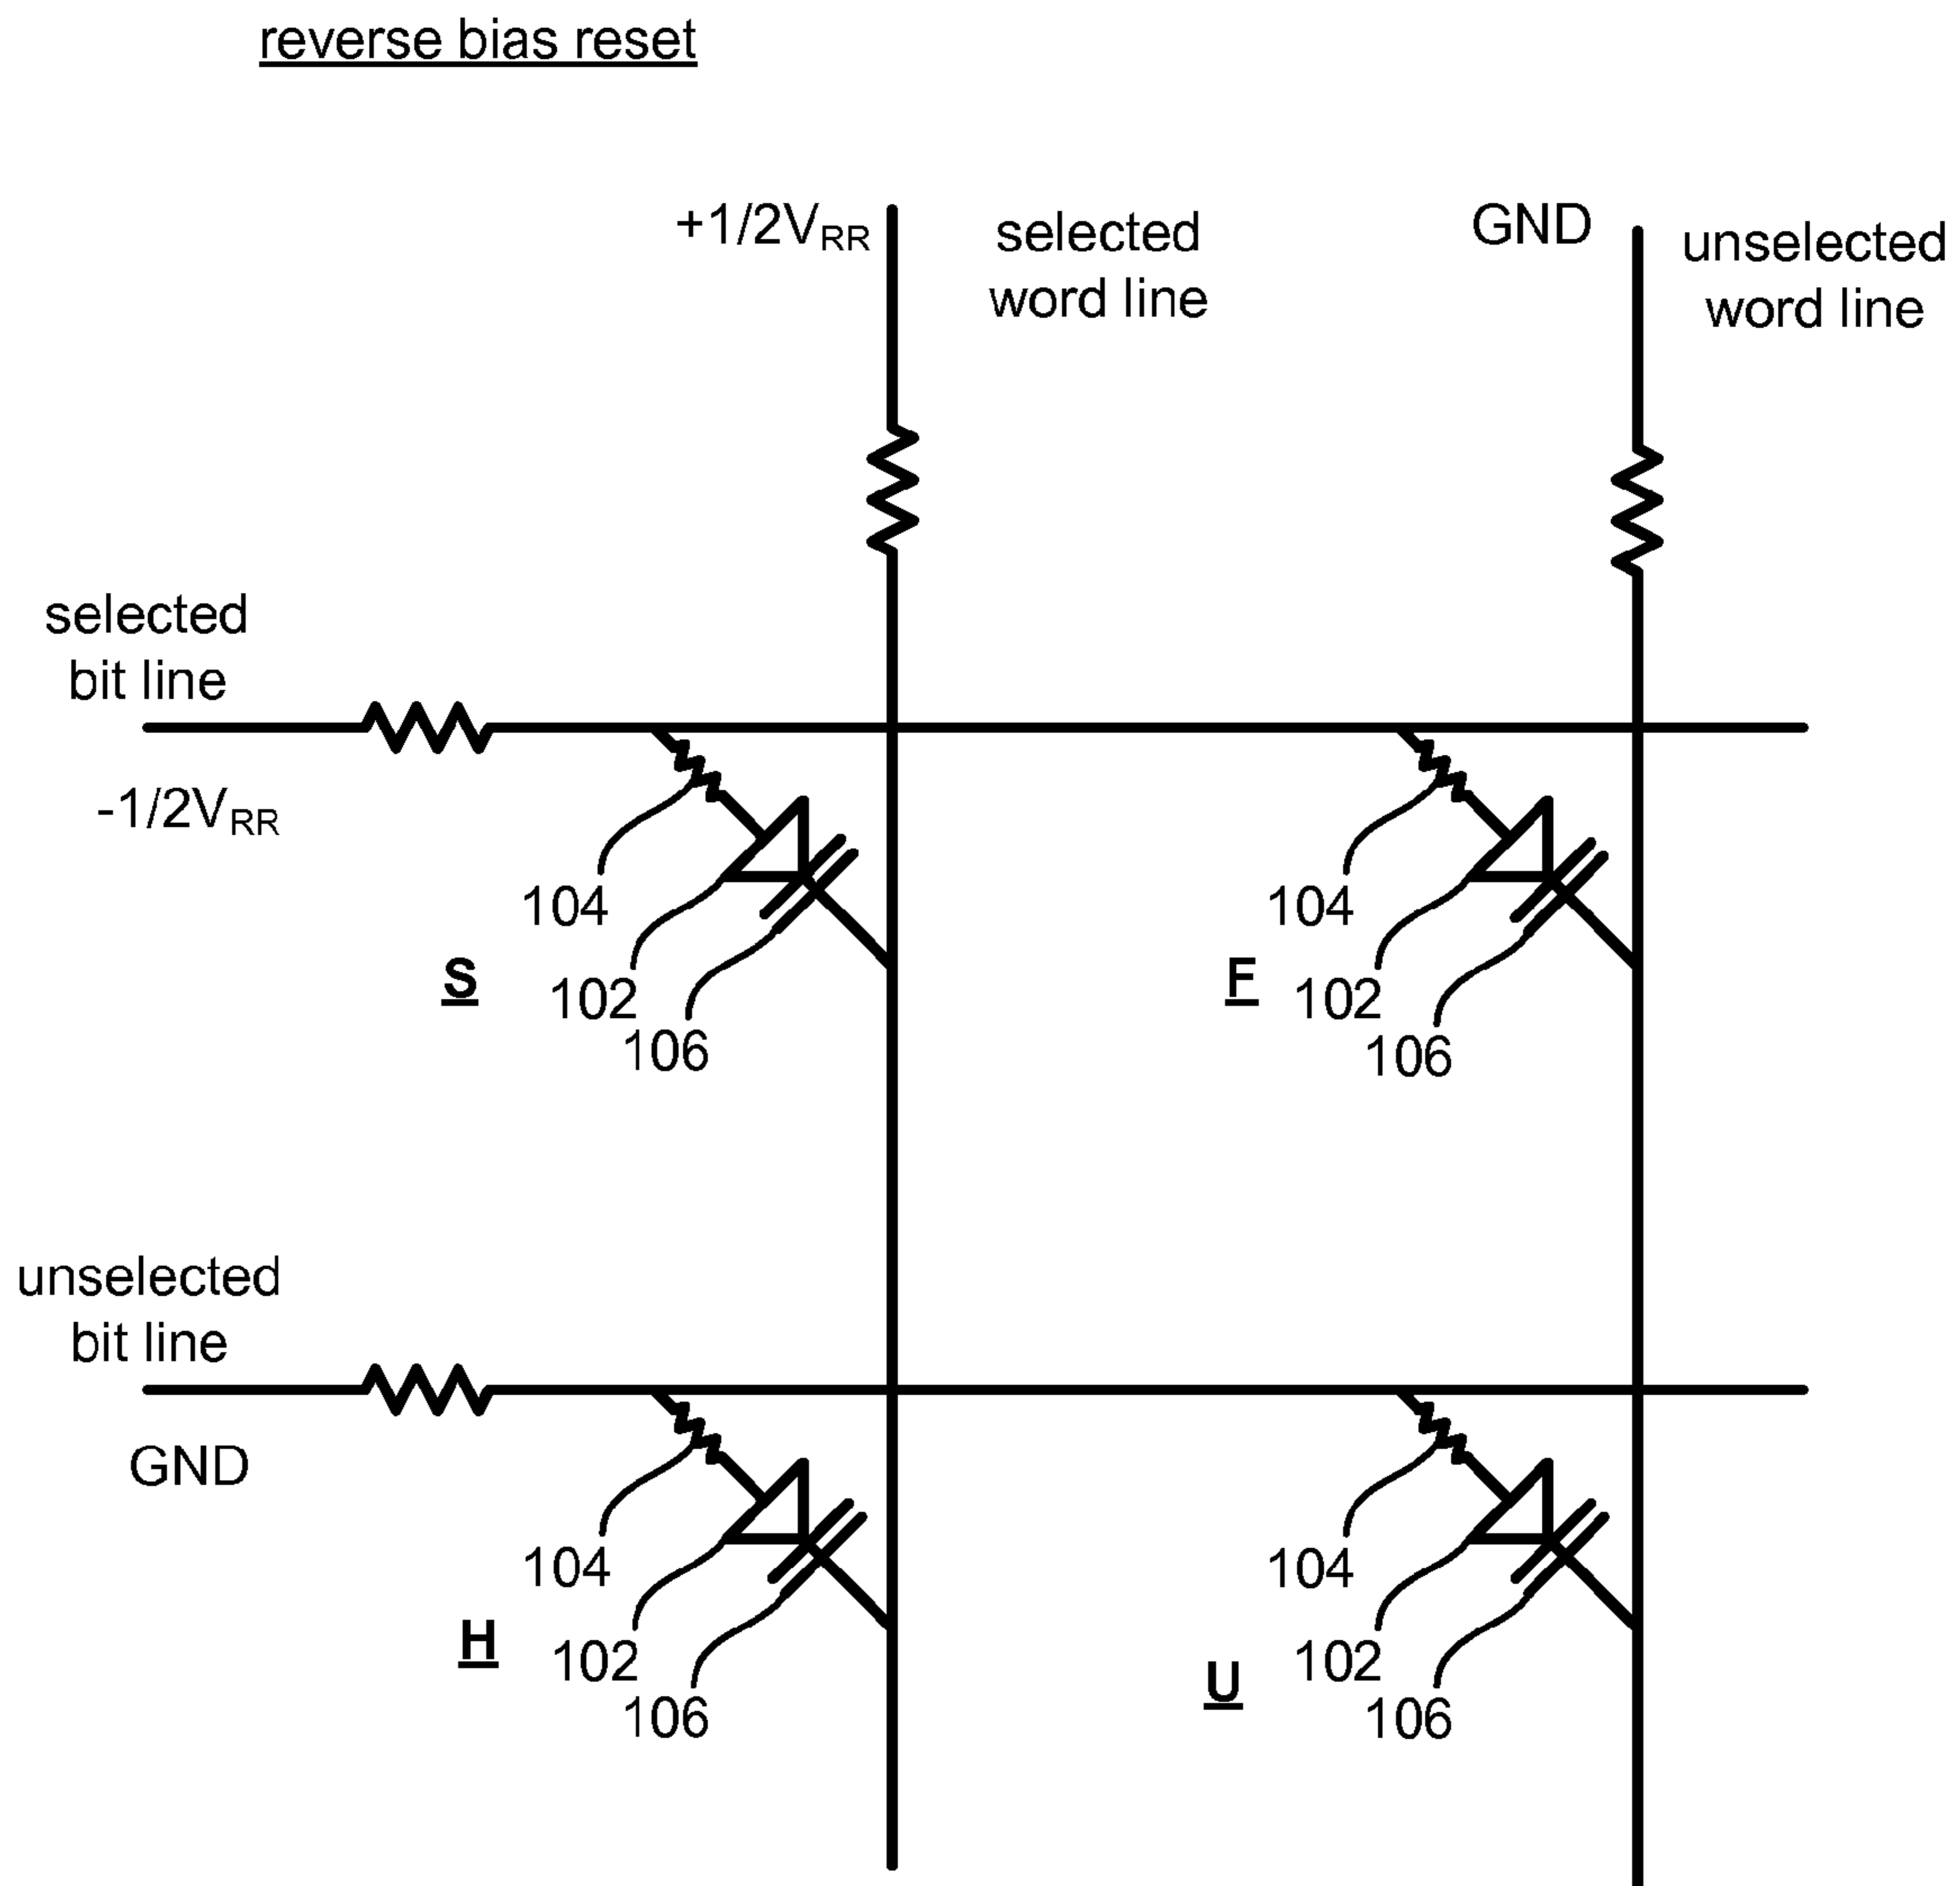 reverse bias reset
+1/2VRR
selected
word line
GND
unselected
word line
selected
bit line
-1/2VRR
104
102
106
S
104
102
106
F
unselected
bit line
GND
104
102
106
H
104
102
106
U